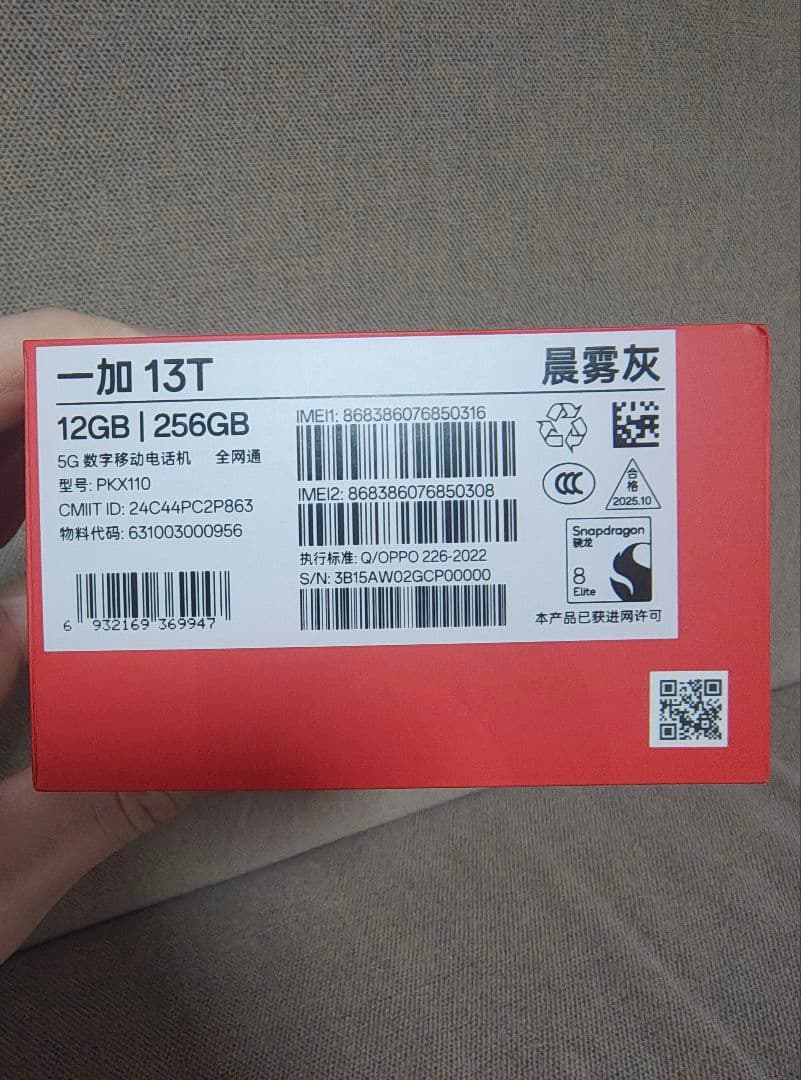 一加 13T
晨雾灰
12GB | 256GB
5G 数字移动电话机 全网通
型号: PKX110
CMIIT ID: 24C44PC2P863
物料代码: 631003000956
6 932169 369947
IMEI1: 868386076850316
IMEI2: 868386076850308
执行标准: Q/OPPO 226-2022
S/N: 3B15AW02GCP00000
CCC
合格
2025.10
Snapdragon
骁龙
8
Elite
本产品已获进网许可